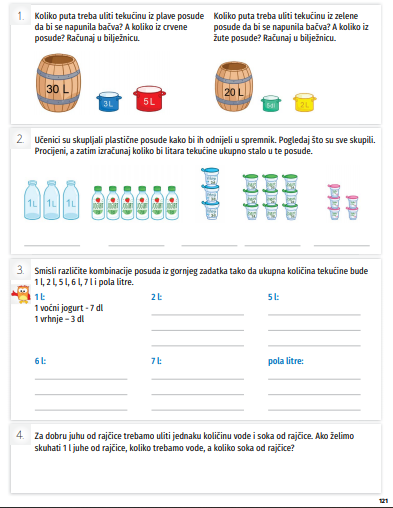 1. Koliko puta treba uliti tekućinu iz plave posude
da bi se napunila bačva? A koliko iz crvene
posude? Računaj u bilježnici.
30 L
3 L
5 L
Koliko puta treba uliti tekućinu iz zelene
posude da bi se napunila bačva? A koliko iz
žute posude? Računaj u bilježnici.
20 L
2 L
2. Učenici su skupljali plastične posude kako bi ih odnijeli u spremnik. Pogledaj što su sve skupili.
Procijeni, a zatim izračunaj koliko bi litara tekućine ukupno stalo u te posude.
1L 1L 1L
3. Smisli različite kombinacije posuda iz gornjeg zadatka tako da ukupna količina tekućine bude
1 l, 2 l, 5 l, 6 l, 7 l i pola litre.
1 l:
1 voćni jogurt - 7 dl
1 vrhnje – 3 dl
2 l:
5 l:
6 l:
7 l:
pola litre:
4. Za dobru juhu od rajčice trebamo uliti jednaku količinu vode i soka od rajčice. Ako želimo
skuhati 1 l juhe od rajčice, koliko trebamo vode, a koliko soka od rajčice?
121